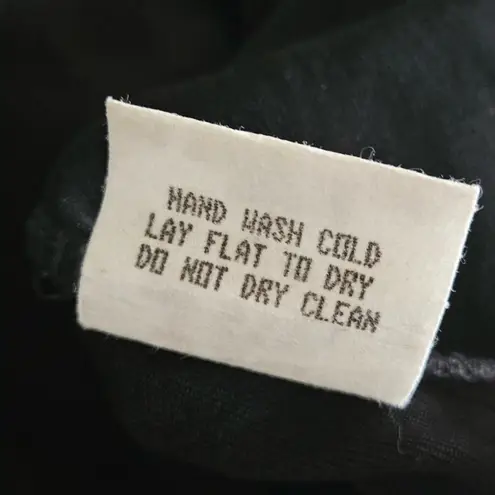 HAND WASH COLD
LAY FLAT TO DRY
DO NOT DRY CLEAN